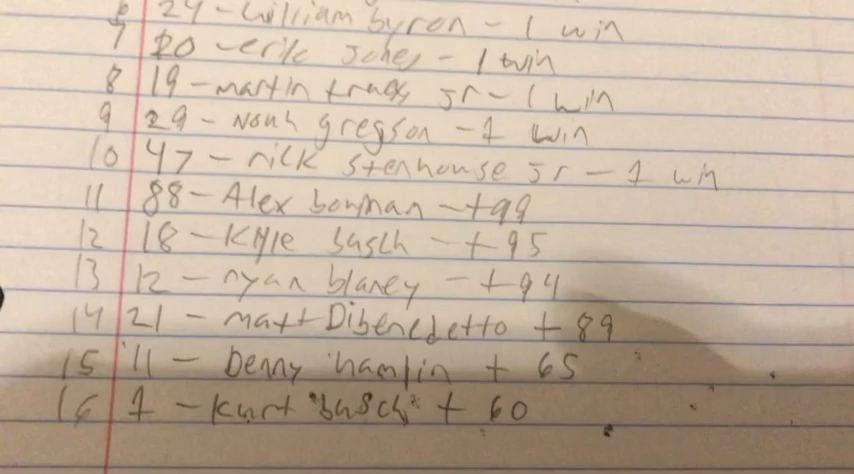 6 24 - william byron - 1 win
7 20 - erik Jones - 1 win
8 19 - martin truex jr - 1 win
9 29 - Noah gregson - 1 win
10 47 - rick stenhouse jr - 1 win
11 88 - Alex bowman - +99
12 18 - Kyle busch - +95
13 12 - ryan blaney - +94
14 21 - matt Dibenedetto + 89
15 11 - Denny hamlin + 65
16 1 - Kurt busch + 60